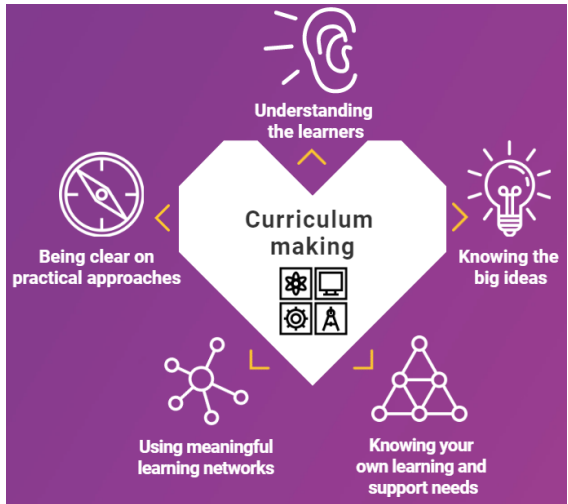 Understanding
the learners
Curriculum
making
Being clear on
practical approaches
Knowing the
big ideas
Using meaningful
learning networks
Knowing your
own learning and
support needs